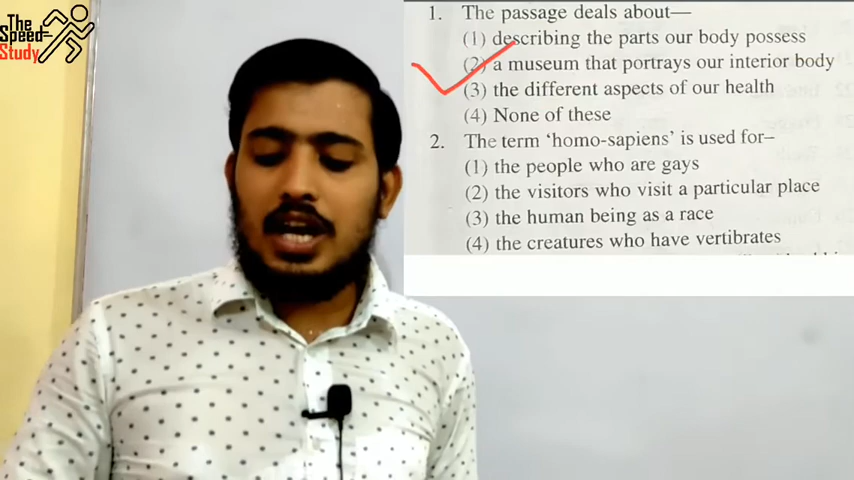 The
Speed-
Study
1. The passage deals about—
(1) describing the parts our body possess
(2) a museum that portrays our interior body
(3) the different aspects of our health
(4) None of these
2. The term 'homo-sapiens' is used for–
(1) the people who are gays
(2) the visitors who visit a particular place
(3) the human being as a race
(4) the creatures who have vertibrates